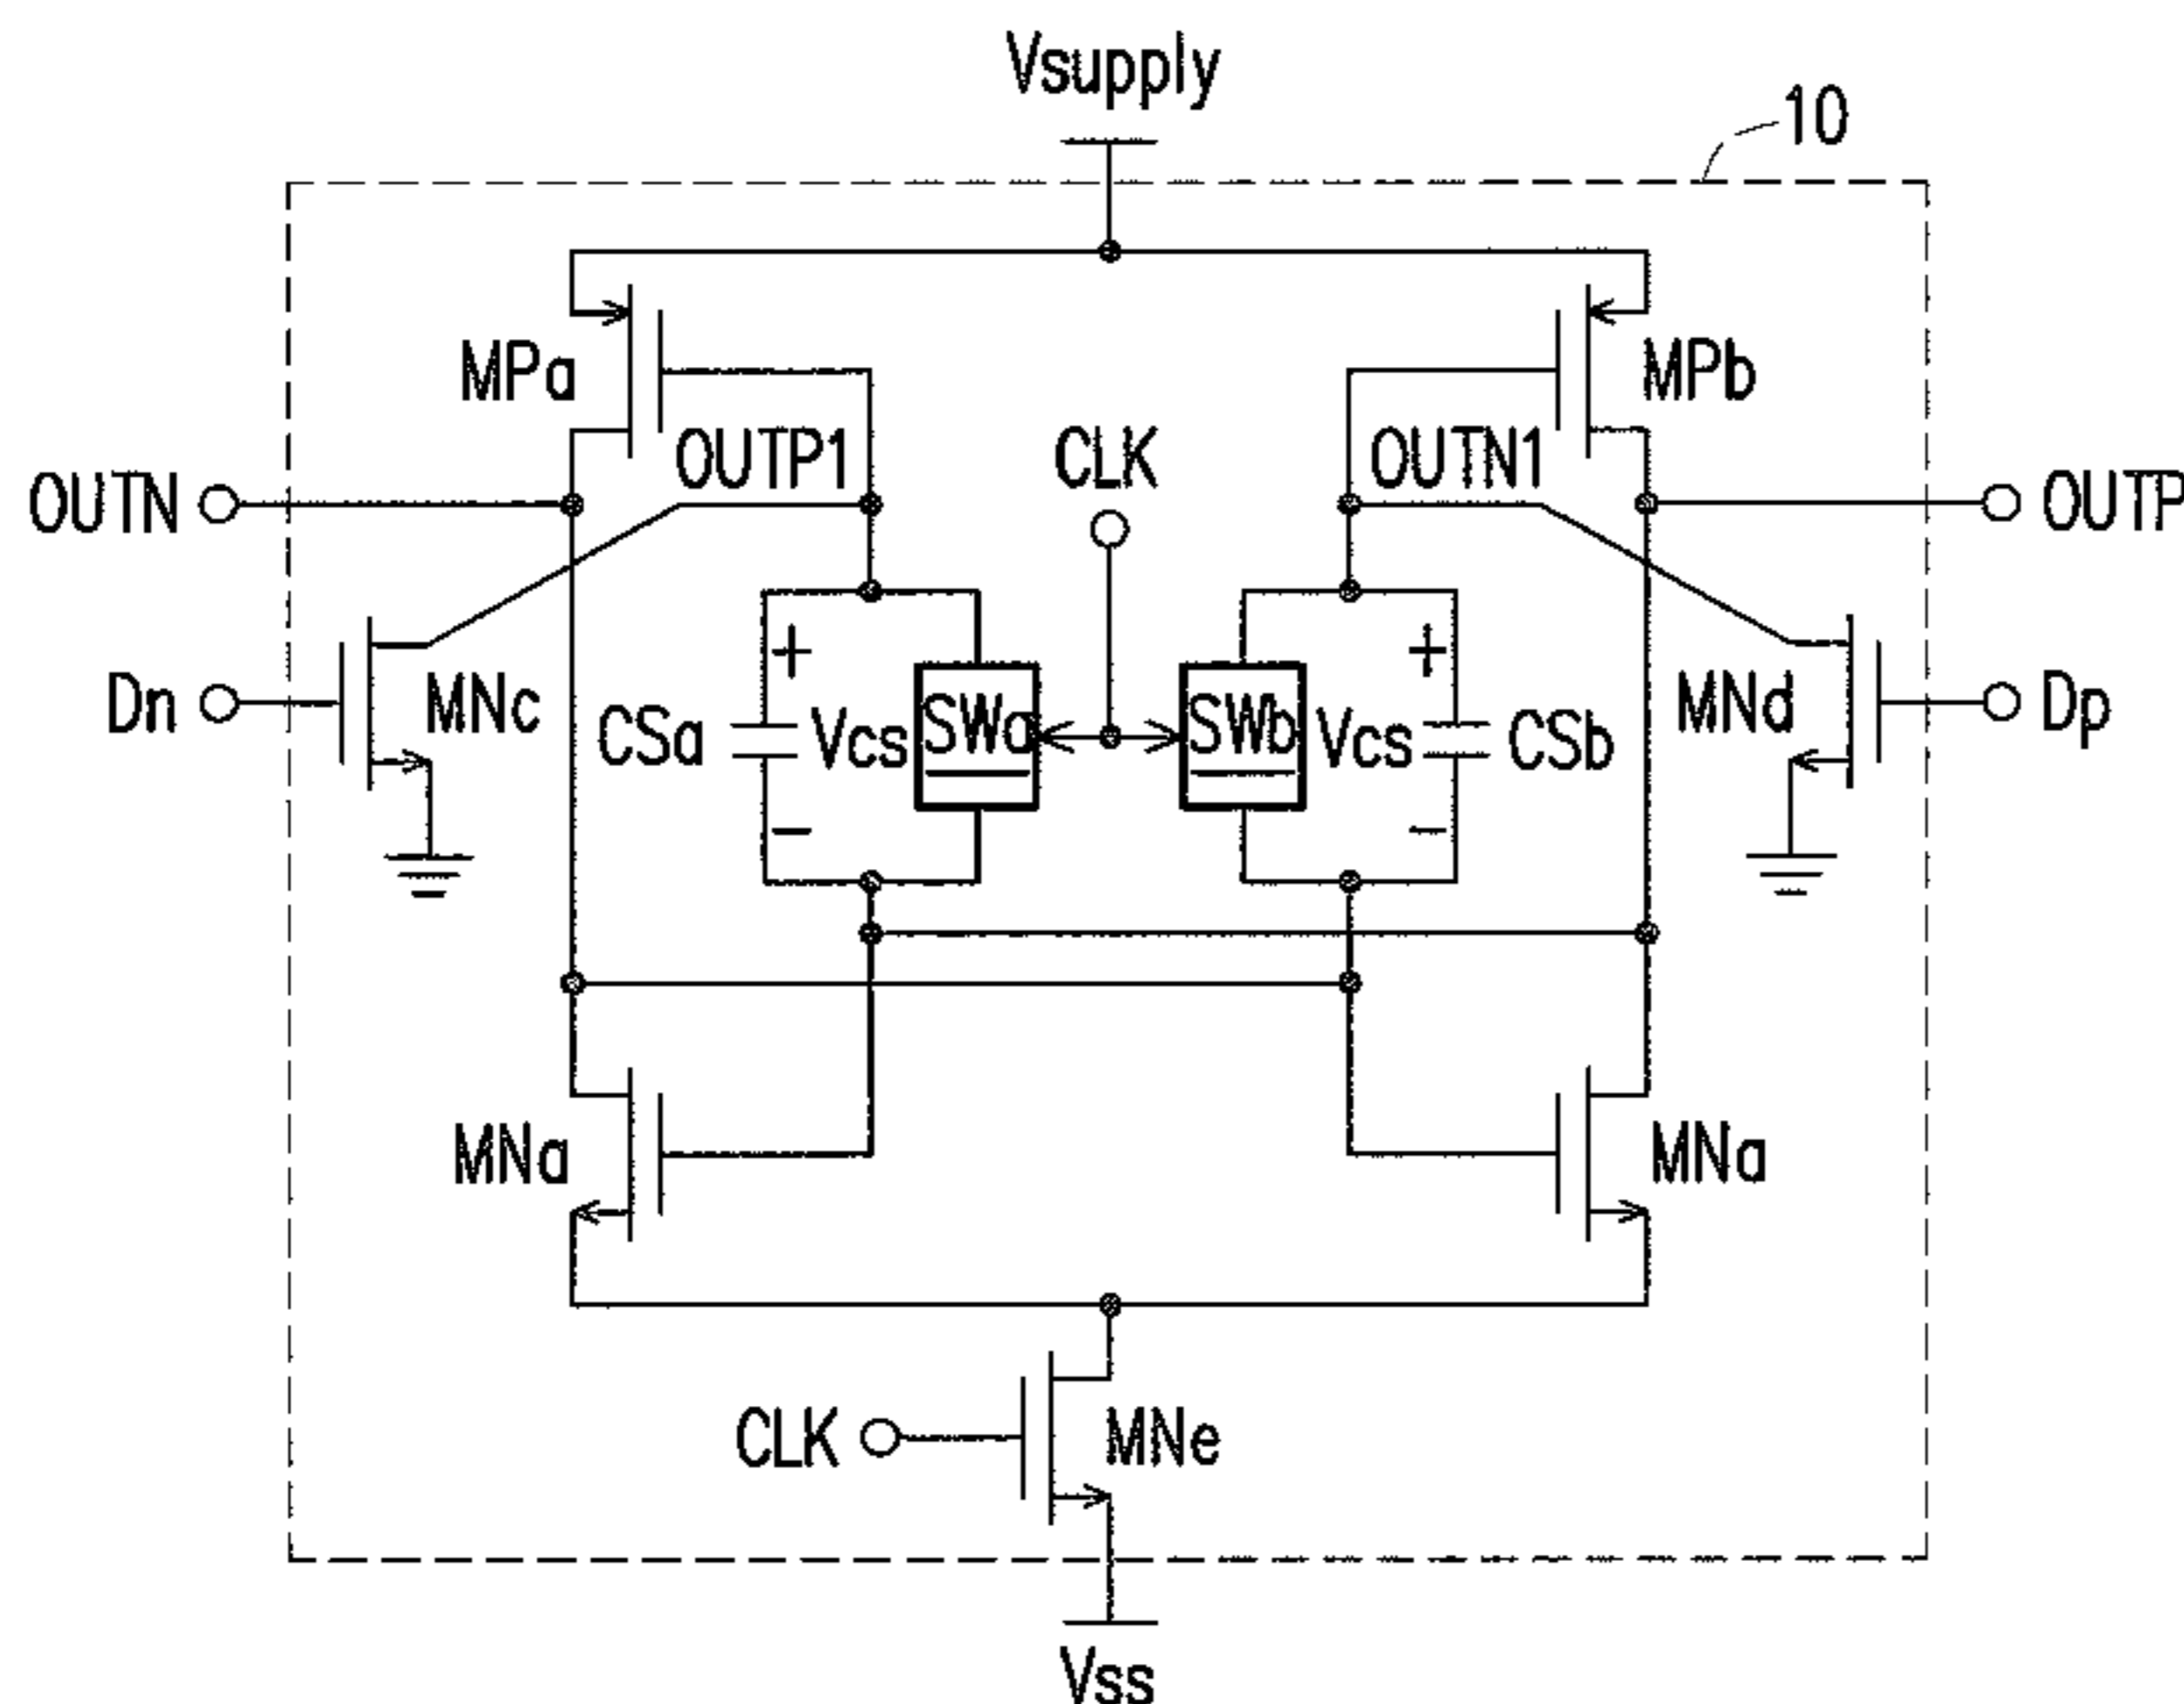 Vsupply
10
MPa
MPb
OUTP1
CLK
OUTN1
OUTN
OUTP
Dn
MNc
CSa
+
Vcs
−
SWa
SWb
Vcs
+
−
CSb
MNd
Dp
MNa
MNa
CLK
MNe
Vss